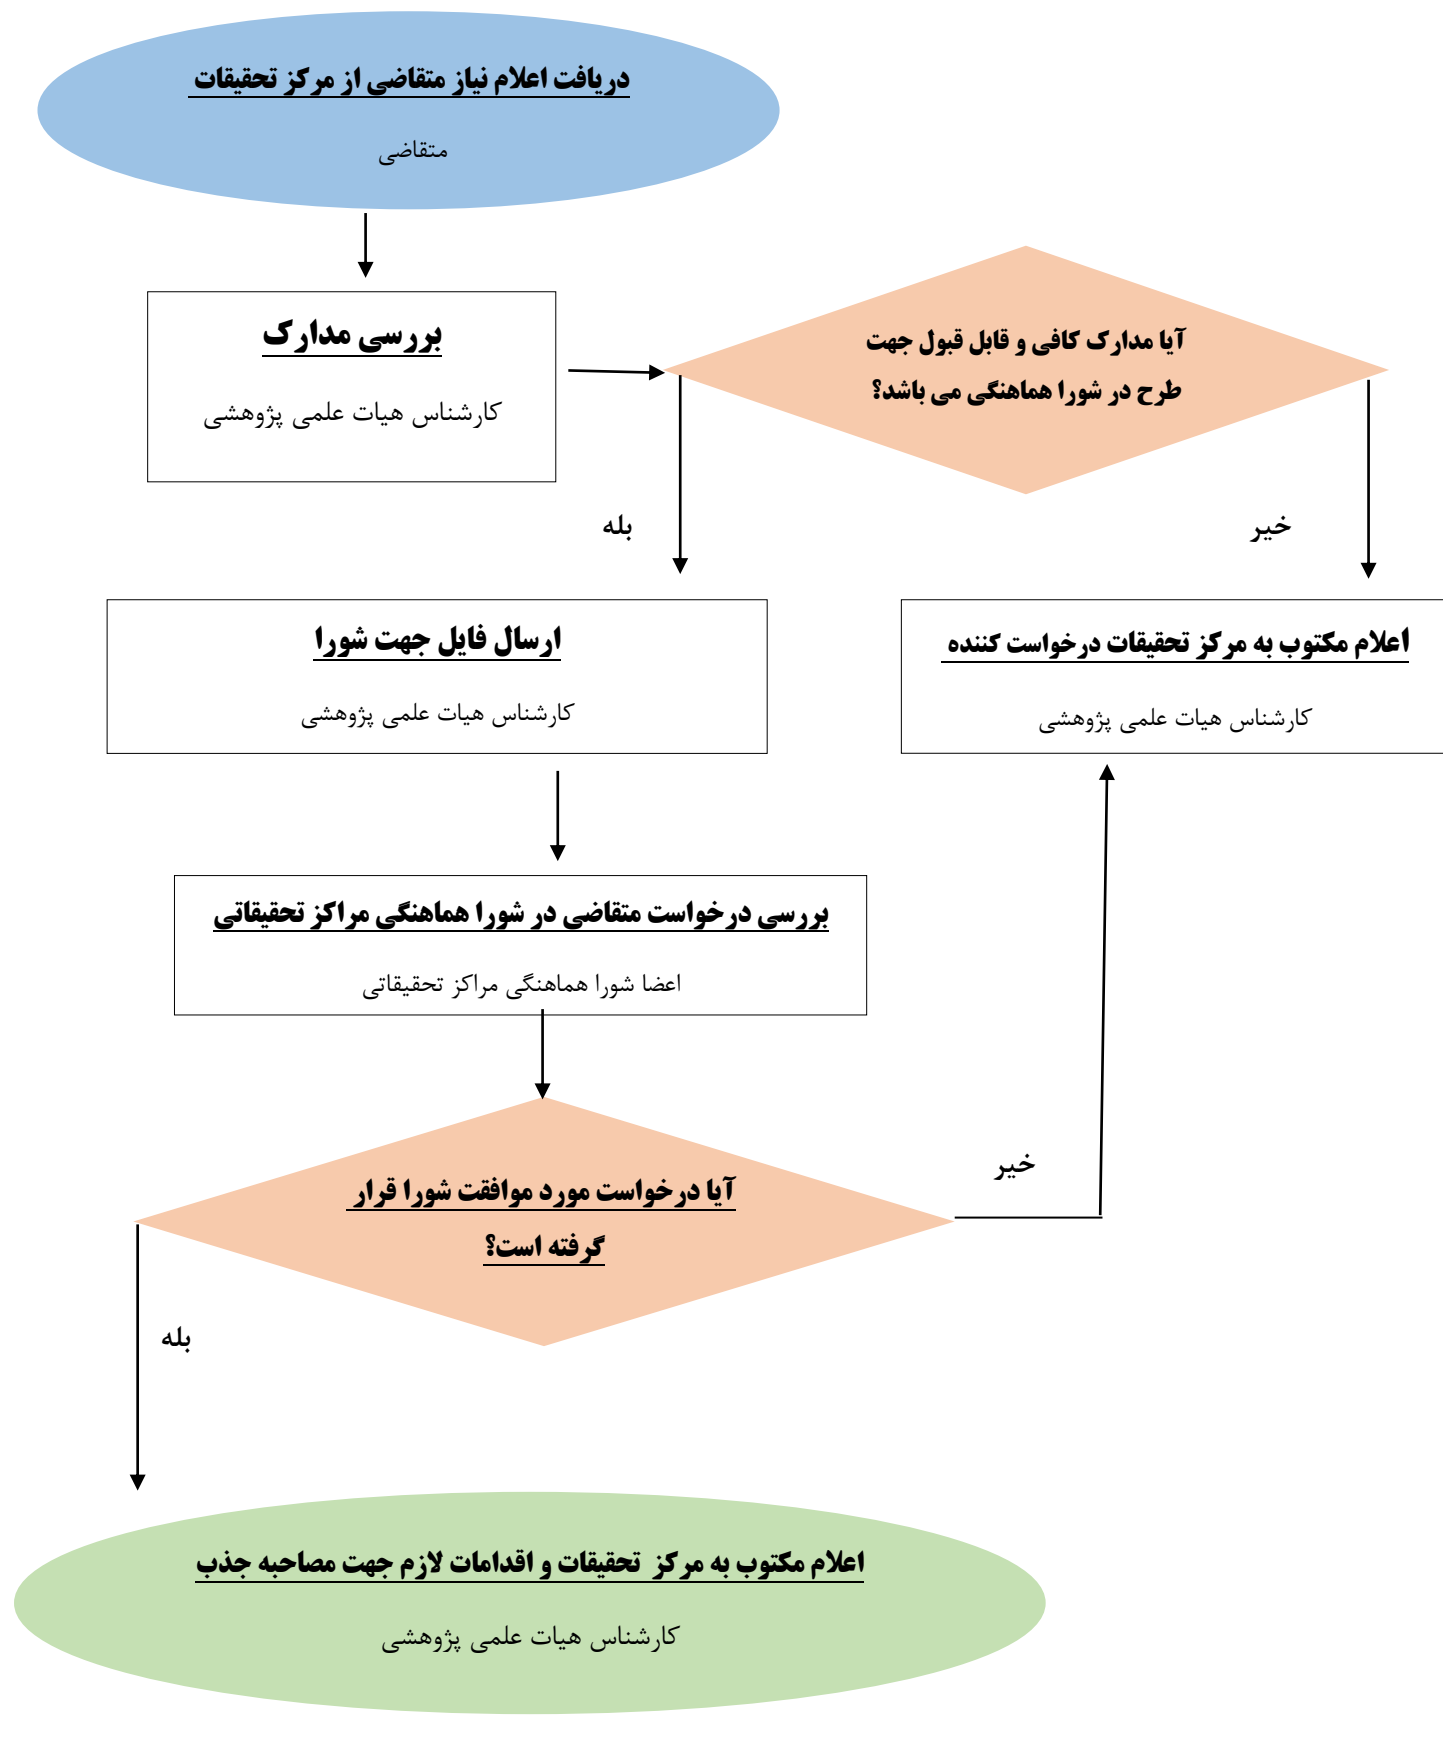 دریافت اعلام نیاز متقاضی از مرکز تحقیقات
متقاضی
بررسی مدارک
کارشناس هیات علمی پژوهشی
آیا مدارک کافی و قابل قبول جهت
طرح در شورا هماهنگی می باشد؟
بله
خیر
ارسال فایل جهت شورا
کارشناس هیات علمی پژوهشی
اعلام مکتوب به مرکز تحقیقات درخواست کننده
کارشناس هیات علمی پژوهشی
بررسی درخواست متقاضی در شورا هماهنگی مراکز تحقیقاتی
اعضا شورا هماهنگی مراکز تحقیقاتی
آیا درخواست مورد موافقت شورا قرار
گرفته است؟
خیر
بله
اعلام مکتوب به مرکز تحقیقات و اقدامات لازم جهت مصاحبه جذب
کارشناس هیات علمی پژوهشی